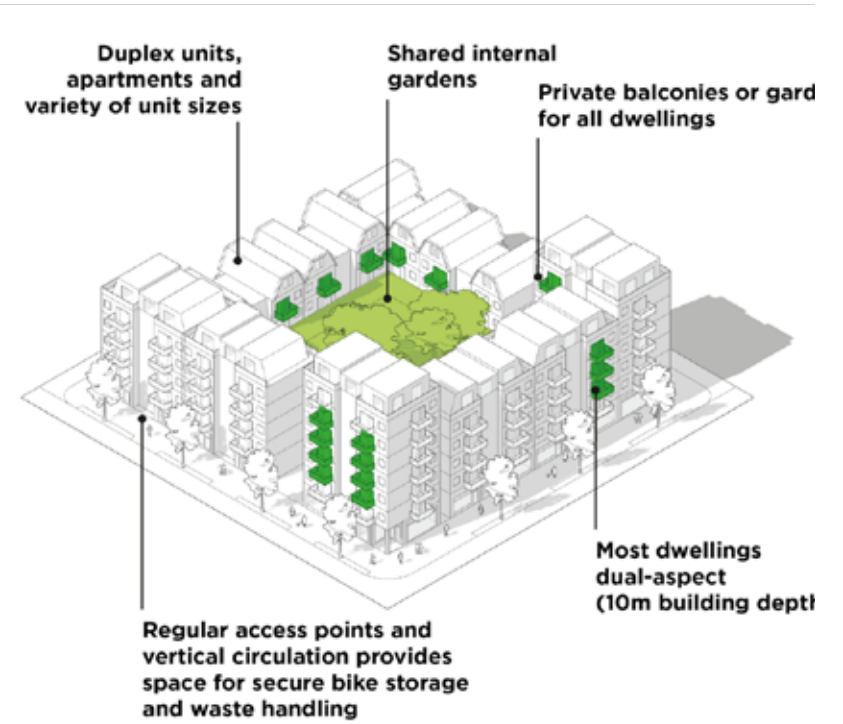 Duplex units,
apartments and
variety of unit sizes
Shared internal
gardens
Private balconies or gard
for all dwellings
Most dwellings
dual-aspect
(10m building depth
Regular access points and
vertical circulation provides
space for secure bike storage
and waste handling